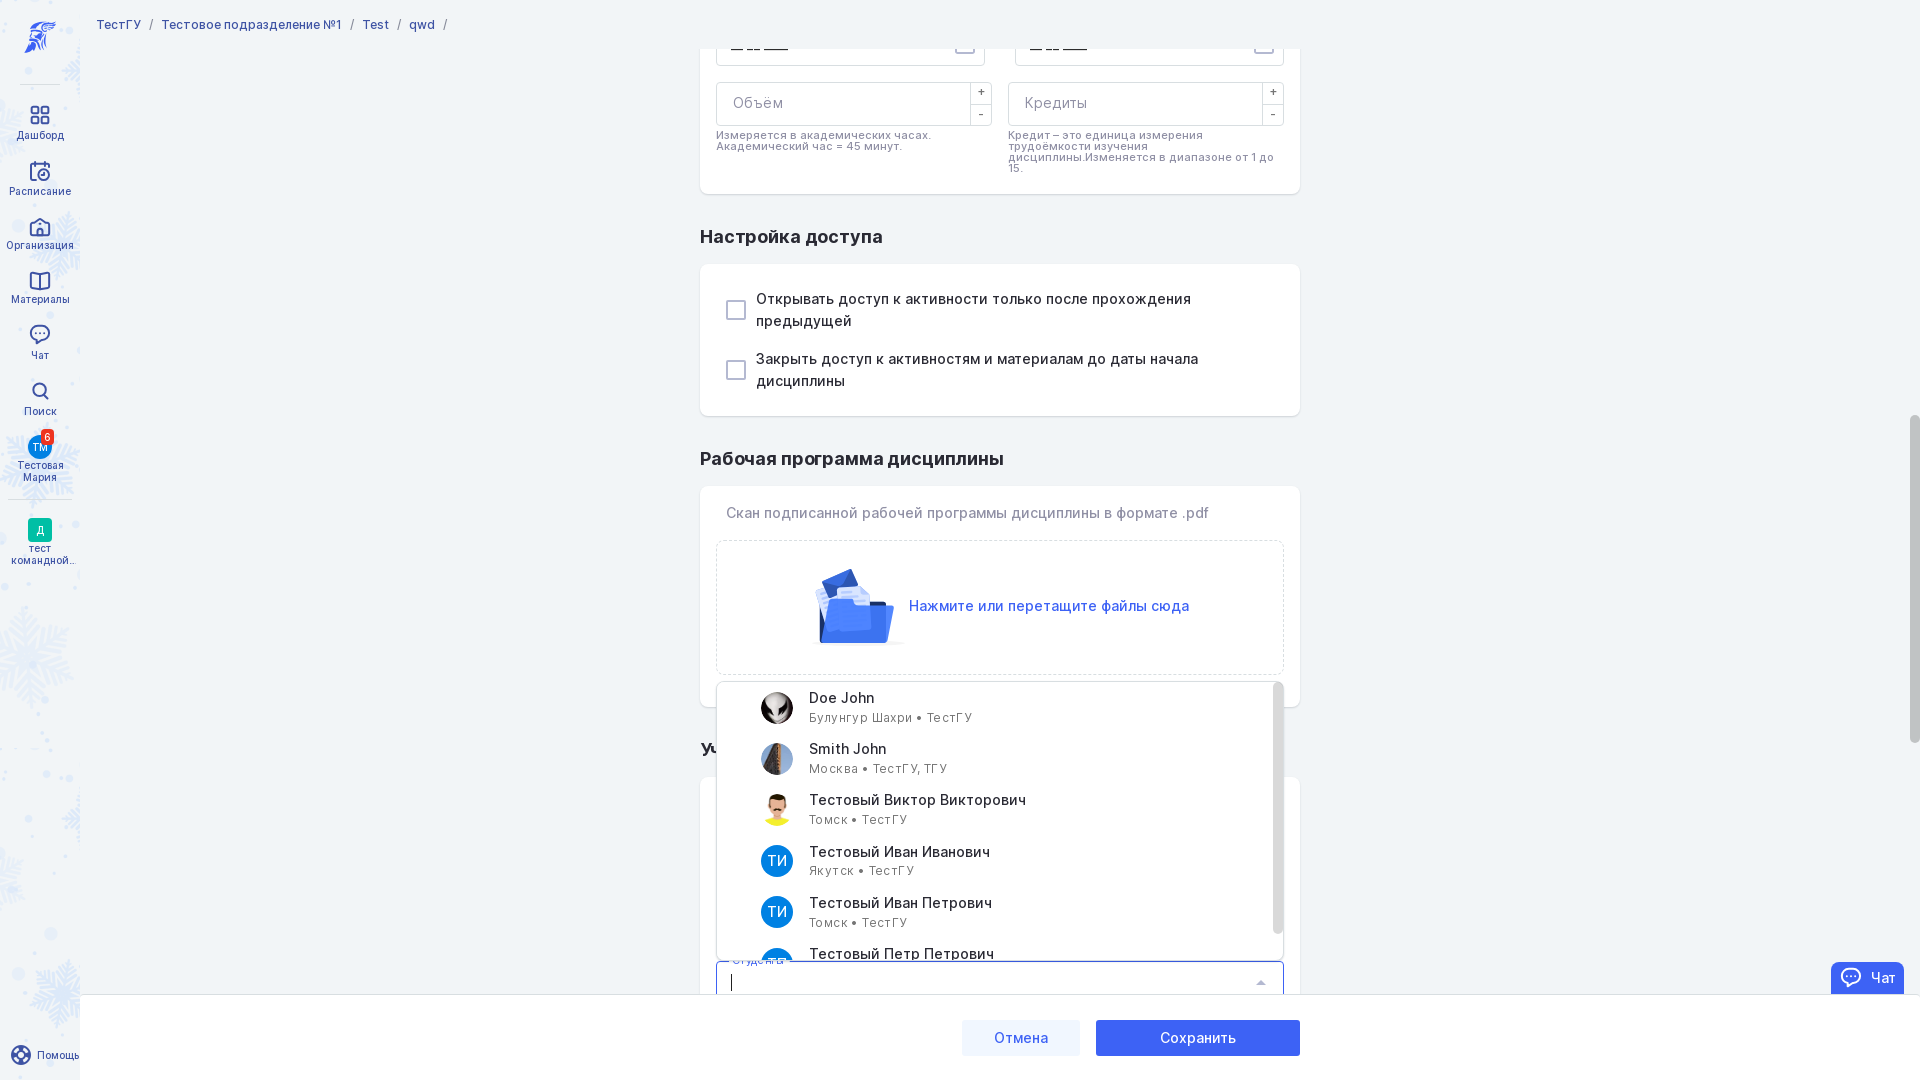 ТестГУ / Тестовое подразделение №1 / Test / qwd /
Дашборд
Расписание
Организация
Материалы
Чат
Поиск
ТМ
6
Тестовая
Мария
Д
тест
командной...
Помощь
Объём
+
-
Кредиты
+
-
Измеряется в академических часах.
Академический час = 45 минут.
Кредит – это единица измерения
трудоёмкости изучения
дисциплины.Изменяется в диапазоне от 1 до
15.
Настройка доступа
Открывать доступ к активности только после прохождения
предыдущей
Закрыть доступ к активностям и материалам до даты начала
дисциплины
Рабочая программа дисциплины
Скан подписанной рабочей программы дисциплины в формате .pdf
Нажмите или перетащите файлы сюда
Doe John
Булунгур Шахри • ТестГУ
Smith John
Москва • ТестГУ, ТГУ
Тестовый Виктор Викторович
Томск • ТестГУ
ТИ
Тестовый Иван Иванович
Якутск • ТестГУ
ТИ
Тестовый Иван Петрович
Томск • ТестГУ
Тестовый Петр Петрович
Студенты
Чат
Отмена
Сохранить